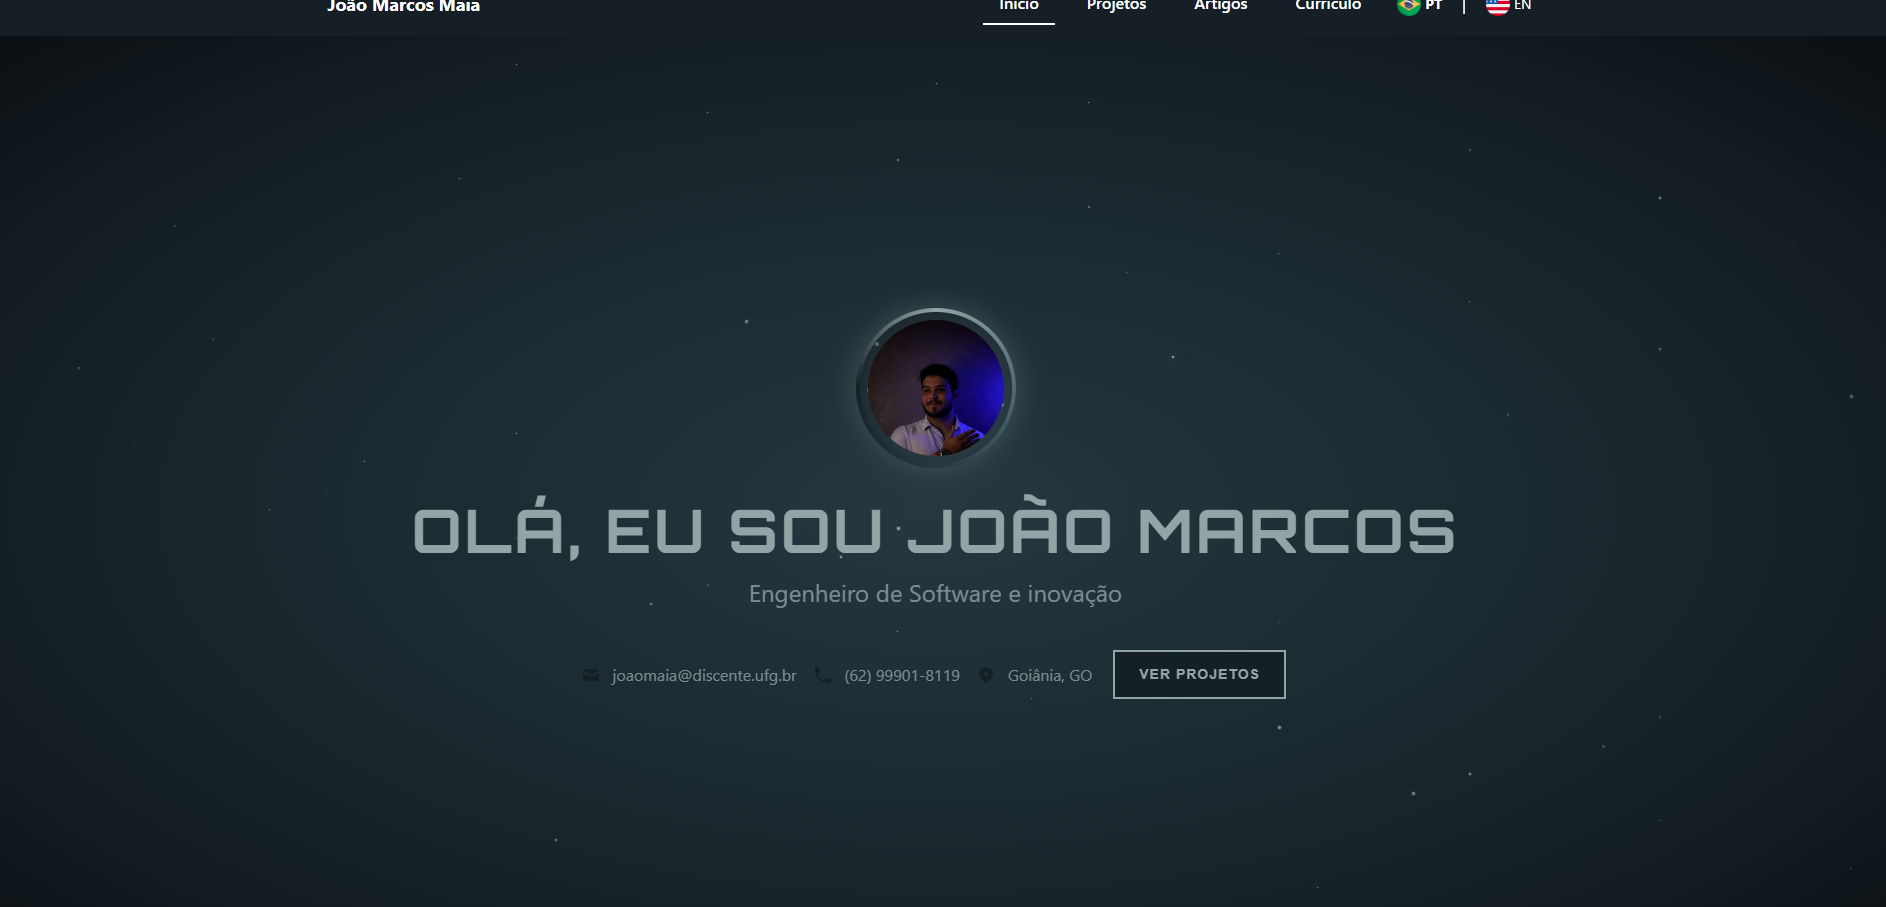 João Marcos Maia
Início Projetos Artigos Currículo PT | EN
OLÁ, EU SOU JOÃO MARCOS
Engenheiro de Software e inovação
joaomaia@discente.ufg.br (62) 99901-8119 Goiânia, GO VER PROJETOS